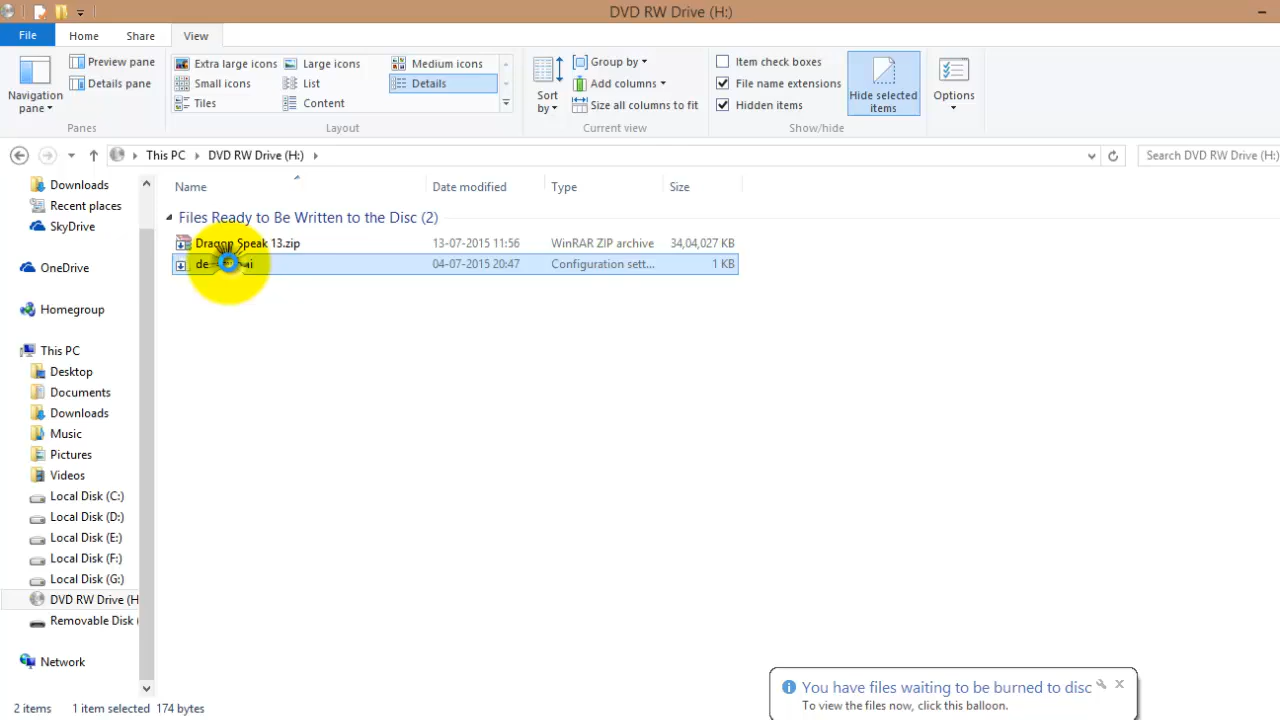 DVD RW Drive (H:)
File Home Share View
Navigation pane
Preview pane
Details pane
Panes
Extra large icons Large icons Medium icons
Small icons List Details
Tiles Content
Layout
Sort by
Group by
Add columns
Size all columns to fit
Current view
Item check boxes
File name extensions
Hidden items
Hide selected items
Show/hide
Options
This PC DVD RW Drive (H:)
Search DVD RW Drive (H:)
Name Date modified Type Size
Files Ready to Be Written to the Disc (2)
Dragon Speak 13.zip 13-07-2015 11:56 WinRAR ZIP archive 34,04,027 KB
04-07-2015 20:47 Configuration sett... 1 KB
Downloads
Recent places
SkyDrive
OneDrive
Homegroup
This PC
Desktop
Documents
Downloads
Music
Pictures
Videos
Local Disk (C:)
Local Disk (D:)
Local Disk (E:)
Local Disk (F:)
Local Disk (G:)
DVD RW Drive (H
Removable Disk (
Network
You have files waiting to be burned to disc
To view the files now, click this balloon.
2 items 1 item selected 174 bytes